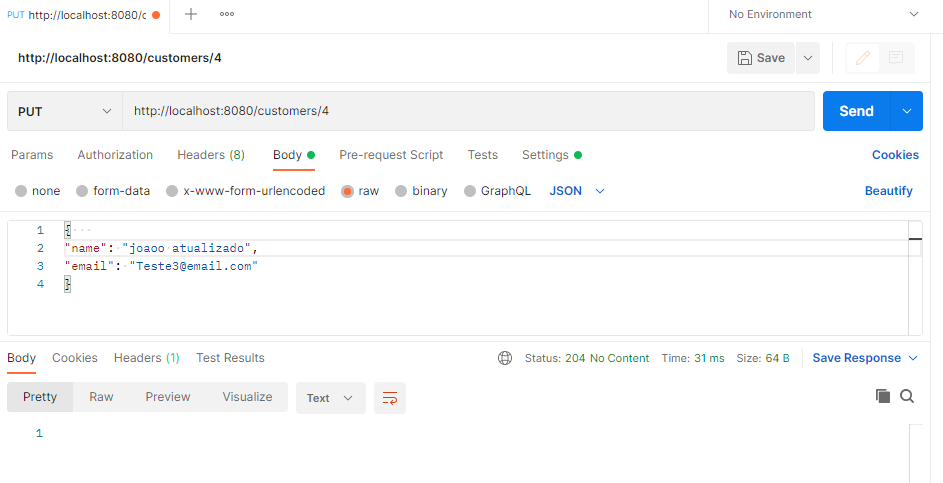 PUT http://localhost:8080/c
No Environment
http://localhost:8080/customers/4
Save
PUT http://localhost:8080/customers/4
Send
Params Authorization Headers (8) Body Pre-request Script Tests Settings Cookies
none form-data x-www-form-urlencoded raw binary GraphQL JSON Beautify
1 {
2 "name": "joaoo atualizado",
3 "email": "Teste3@email.com"
4 }
Body Cookies Headers (1) Test Results Status: 204 No Content Time: 31 ms Size: 64 B Save Response
Pretty Raw Preview Visualize Text
1